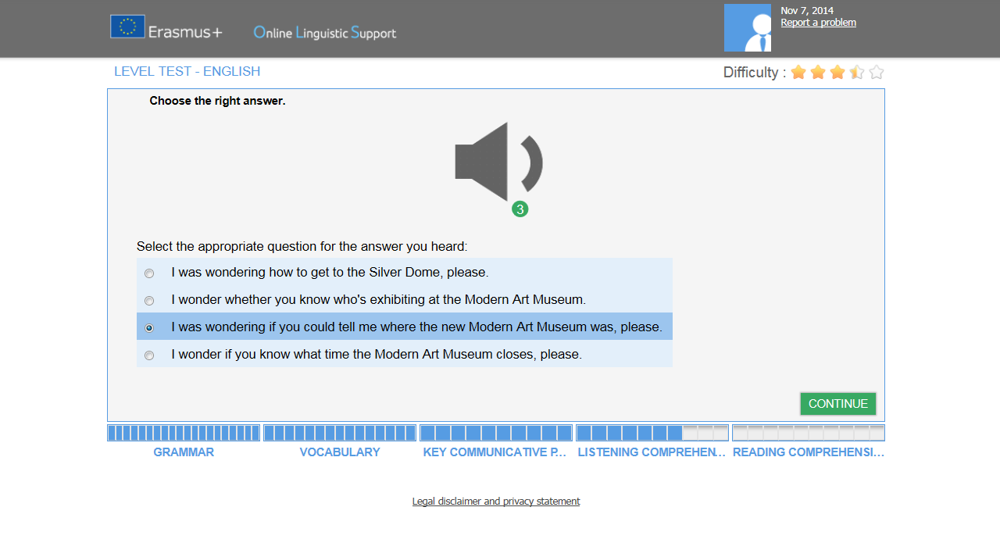 Erasmus+
Online Linguistic Support
Nov 7, 2014
Report a problem
LEVEL TEST - ENGLISH
Difficulty :
Choose the right answer.
3
Select the appropriate question for the answer you heard:
I was wondering how to get to the Silver Dome, please.
I wonder whether you know who's exhibiting at the Modern Art Museum.
I was wondering if you could tell me where the new Modern Art Museum was, please.
I wonder if you know what time the Modern Art Museum closes, please.
CONTINUE
GRAMMAR
VOCABULARY
KEY COMMUNICATIVE P...
LISTENING COMPREHEN...
READING COMPREHENSI...
Legal disclaimer and privacy statement